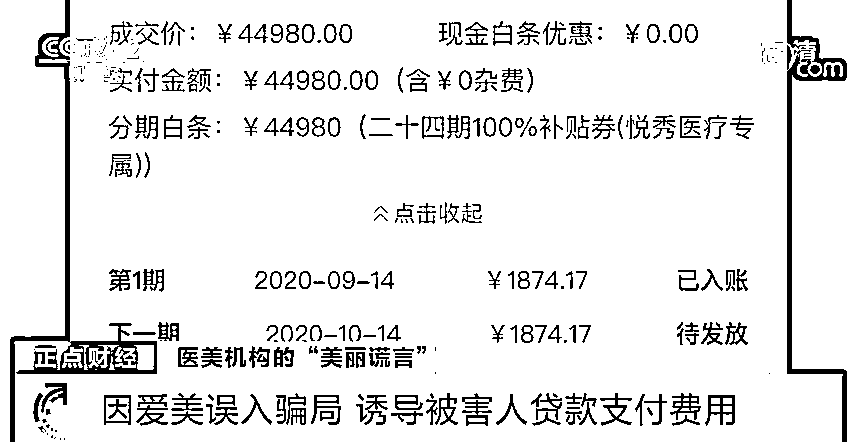 成交价：￥44980.00 现金白条优惠：￥0.00
实付金额：￥44980.00（含￥0杂费）
分期白条：￥44980（二十四期100%补贴券(悦秀医疗专
属)）
点击收起
第1期 2020-09-14 ￥1874.17 已入账
下一期 2020-10-14 ￥1874.17 待发放
正点财经 医美机构的“美丽谎言”
因爱美误入骗局 诱导被害人贷款支付费用
com